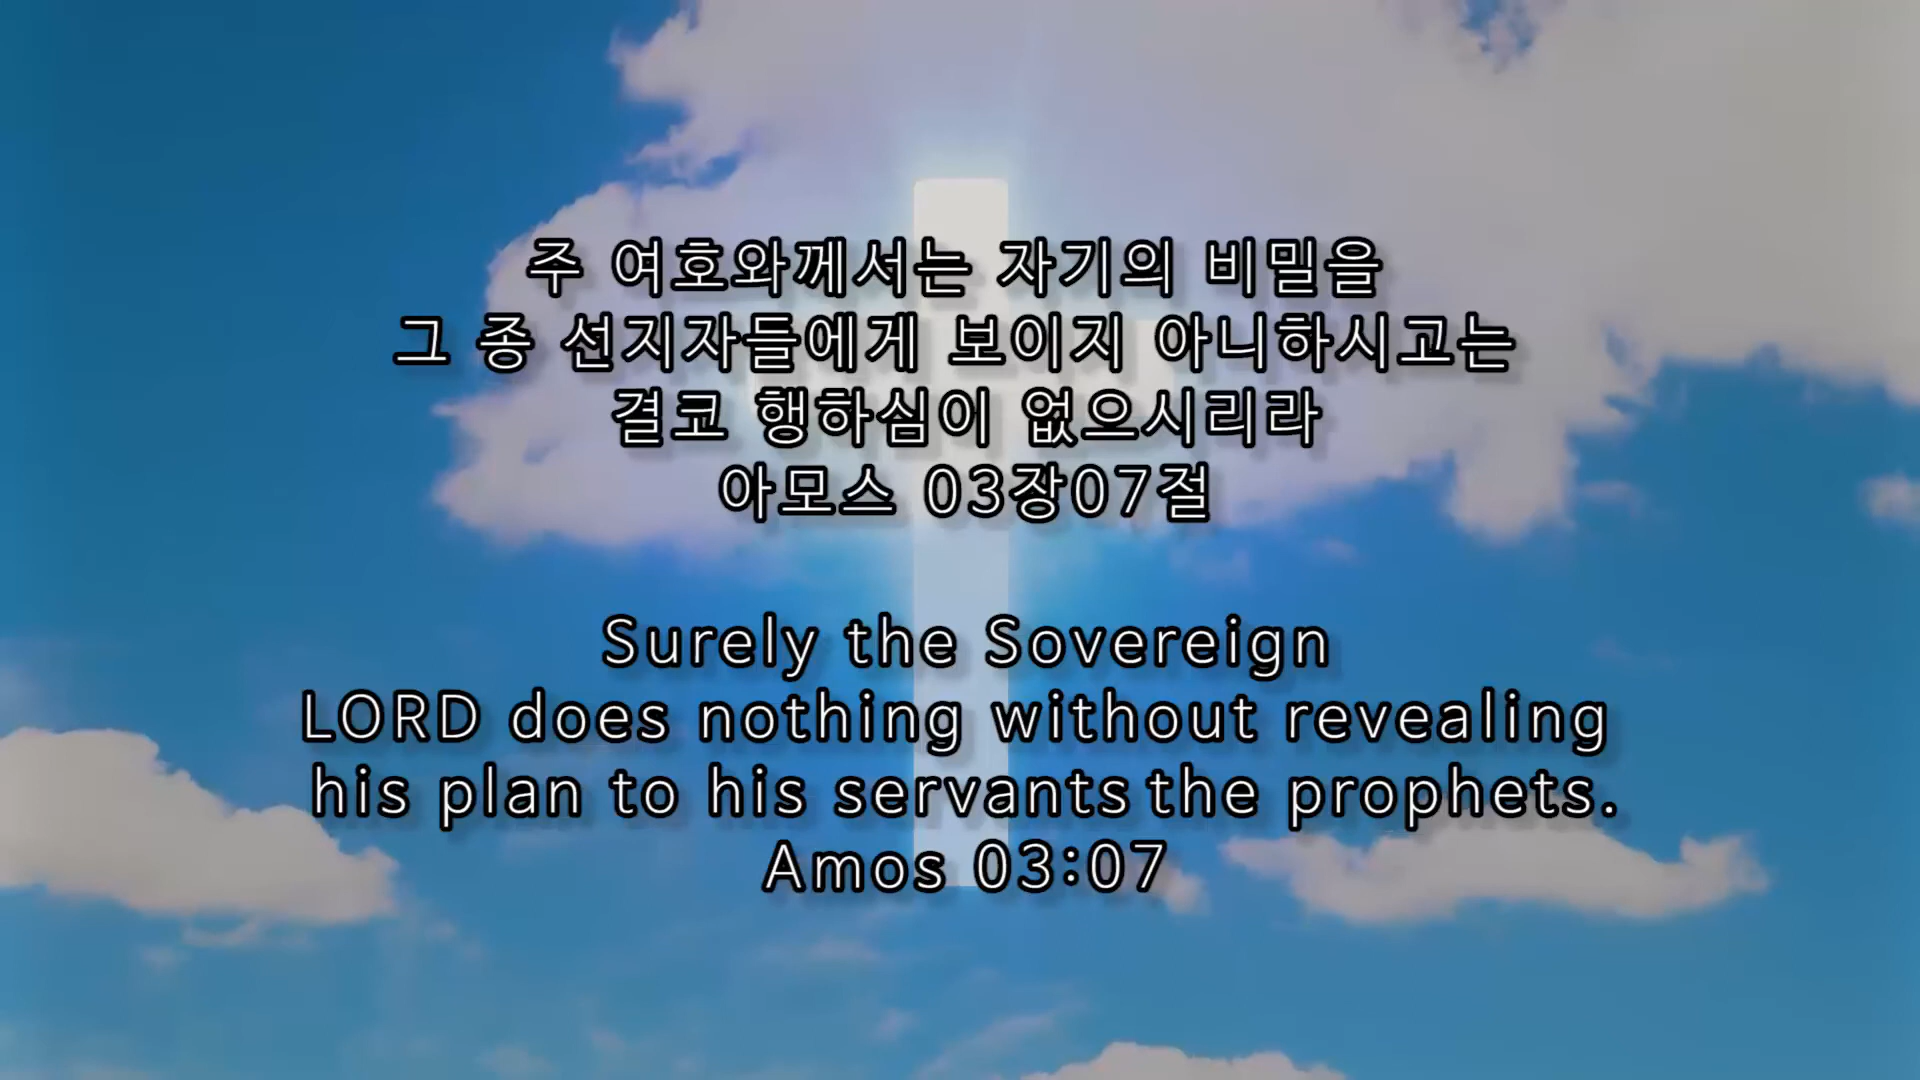 주 여호와께서는 자기의 비밀을
그 종 선지자들에게 보이지 아니하시고는
결코 행하심이 없으시리라
아모스 03장07절
Surely the Sovereign
LORD does nothing without revealing
his plan to his servants the prophets.
Amos 03:07